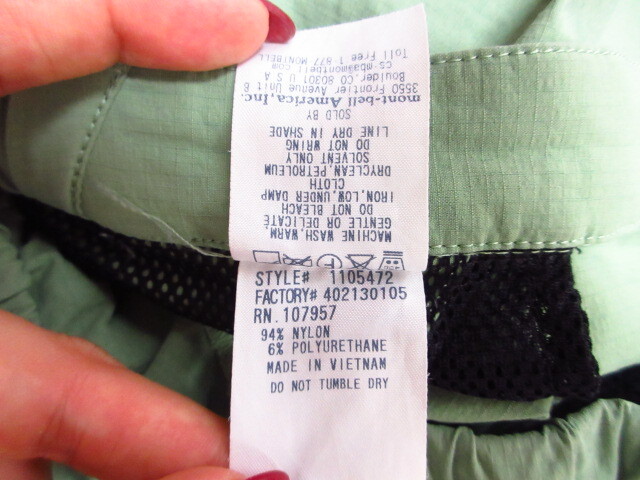 MACHINE WASH,WARM,
GENTLE OR DELICATE
DO NOT BLEACH
IRON,LOW,UNDER DAMP
CLOTH
DRYCLEAN,PETROLEUM
SOLVENT ONLY
DO NOT WRING
LINE DRY IN SHADE
SOLD BY
mont-bell America,Inc.
3550 Frontier Avenue Unit B
Boulder,CO 80301 U S A
cs-mba@montbell.com
Toll Free 1-877 MONTBELL
STYLE# 1105472
FACTORY# 402130105
RN. 107957
94% NYLON
6% POLYURETHANE
MADE IN VIETNAM
DO NOT TUMBLE DRY